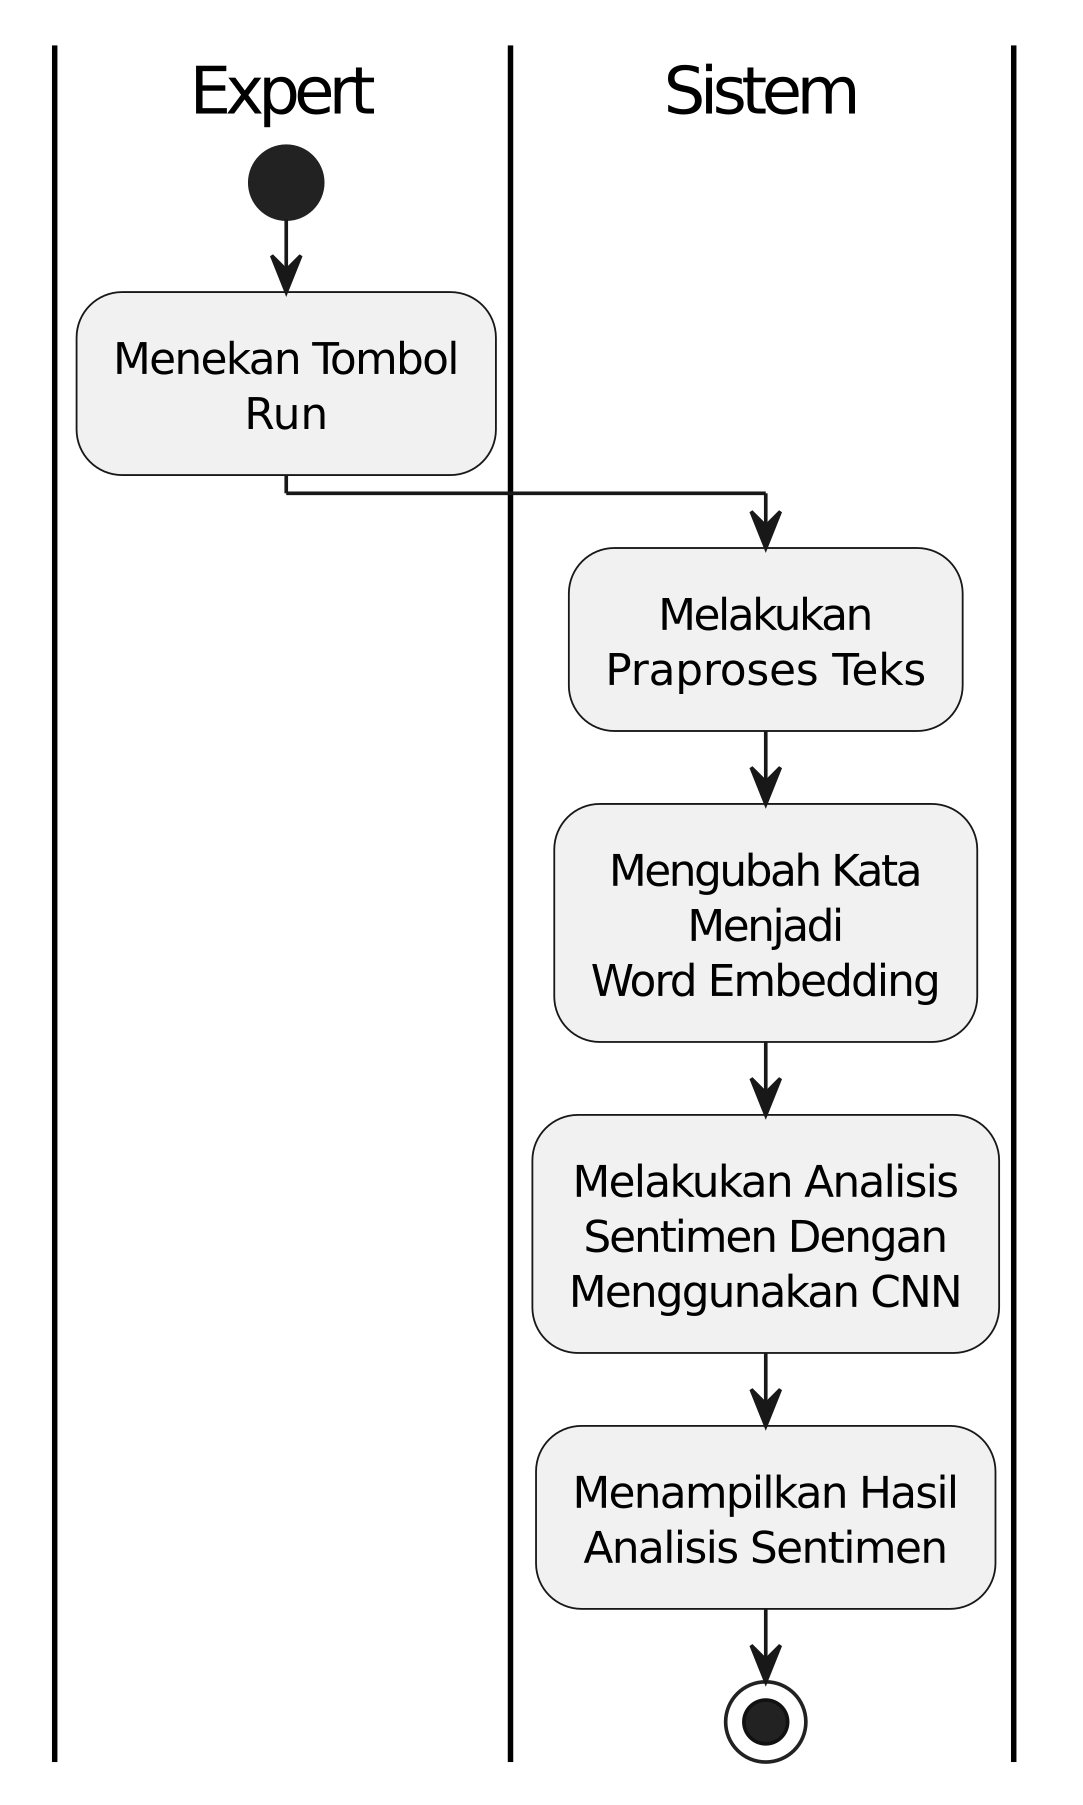 Expert
Sistem
Menekan Tombol
Run
Melakukan
Praproses Teks
Mengubah Kata
Menjadi
Word Embedding
Melakukan Analisis
Sentimen Dengan
Menggunakan CNN
Menampilkan Hasil
Analisis Sentimen